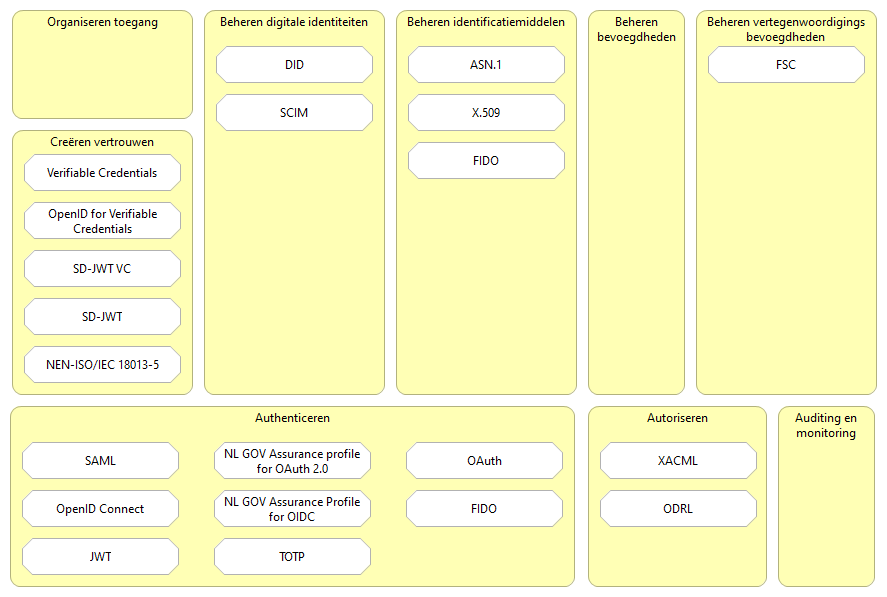 Organiseren toegang
Creëren vertrouwen
Verifiable Credentials
OpenID for Verifiable
Credentials
SD-JWT VC
SD-JWT
NEN-ISO/IEC 18013-5
Beheren digitale identiteiten
DID
SCIM
Beheren identificatiemiddelen
ASN.1
X.509
FIDO
Beheren
bevoegdheden
Beheren vertegenwoordigings
bevoegdheden
FSC
Authenticeren
SAML
OpenID Connect
JWT
NL GOV Assurance profile
for OAuth 2.0
NL GOV Assurance Profile
for OIDC
TOTP
OAuth
FIDO
Autoriseren
XACML
ODRL
Auditing en
monitoring